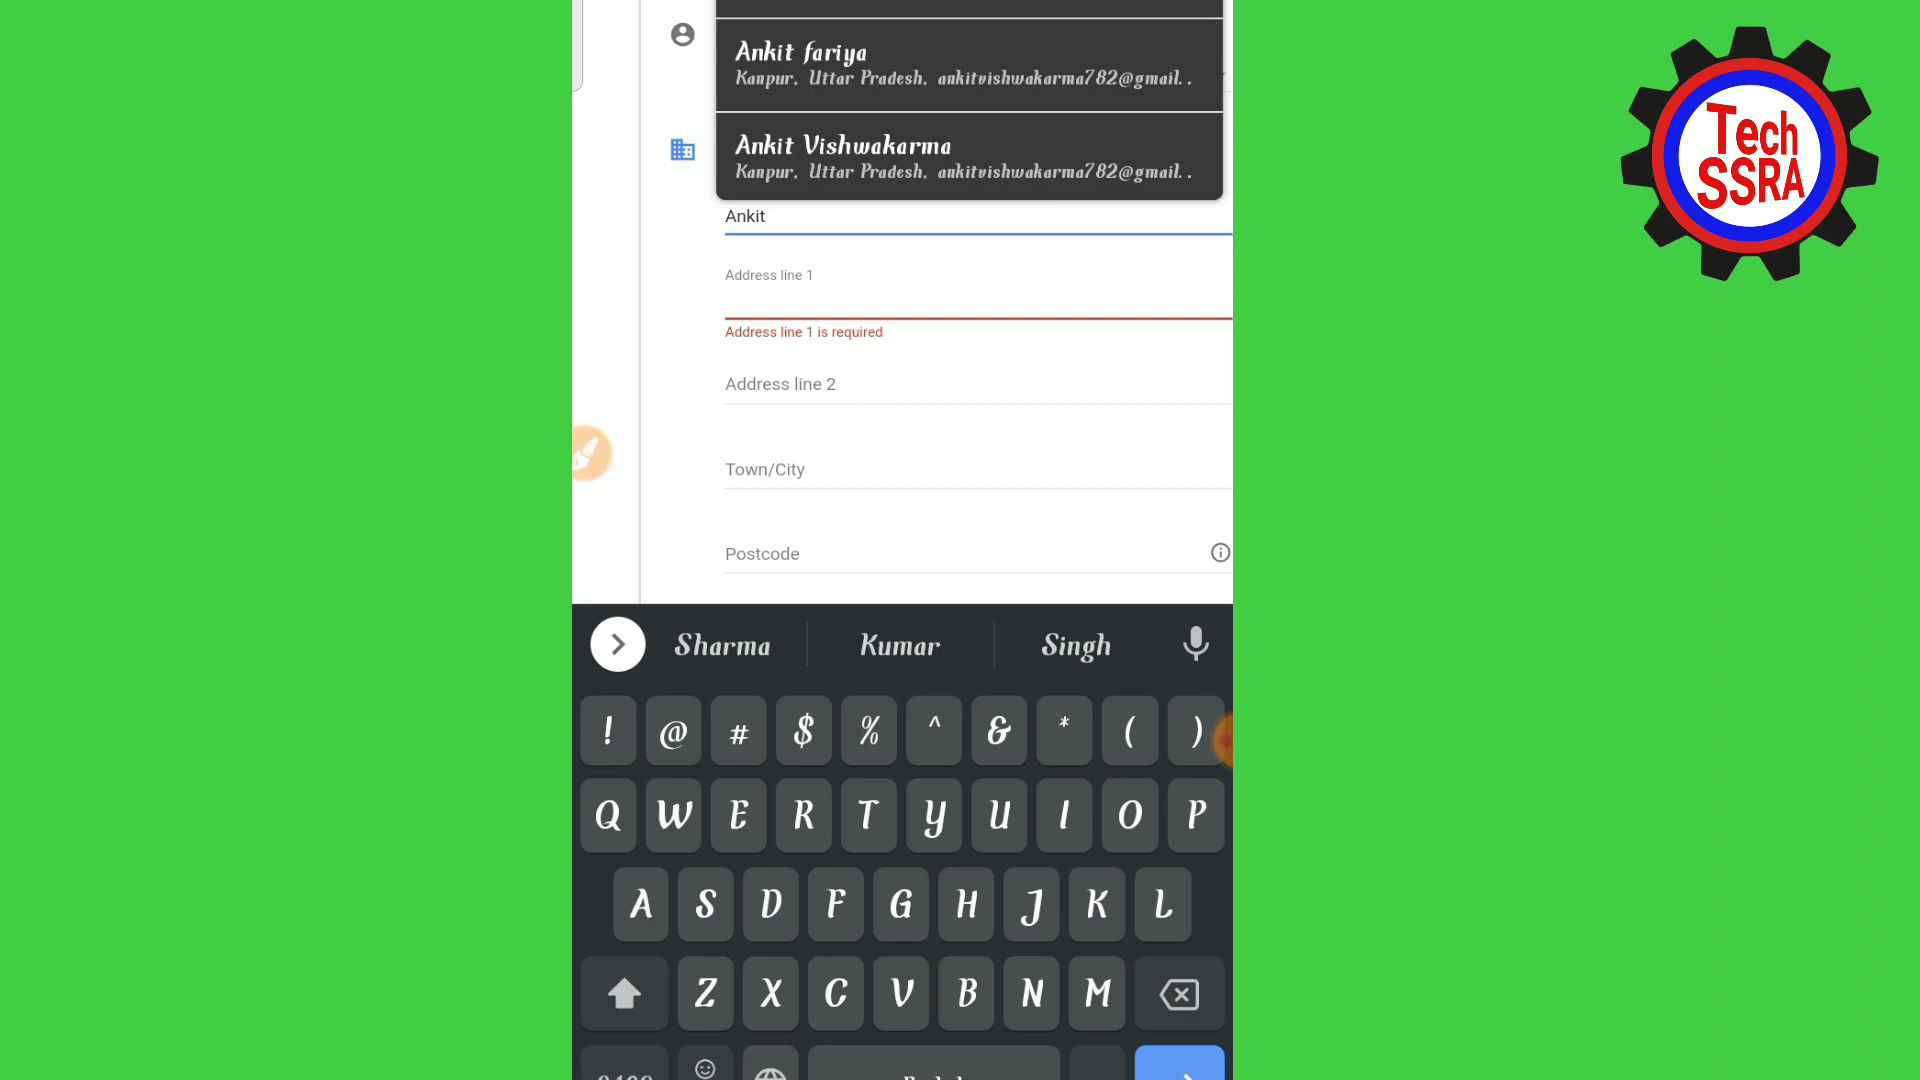 Ankit fariya
Kanpur, Uttar Pradesh, ankitvishwakarma782@gmail..
Ankit Vishwakarma
Kanpur, Uttar Pradesh, ankitvishwakarma782@gmail..
Ankit
Address line 1
Address line 1 is required
Address line 2
Town/City
Postcode
Sharma Kumar Singh
! @ # $ % ^ & * ( )
Q W E R T Y U I O P
A S D F G H J K L
Z X C V B N M
Tech
SSRA